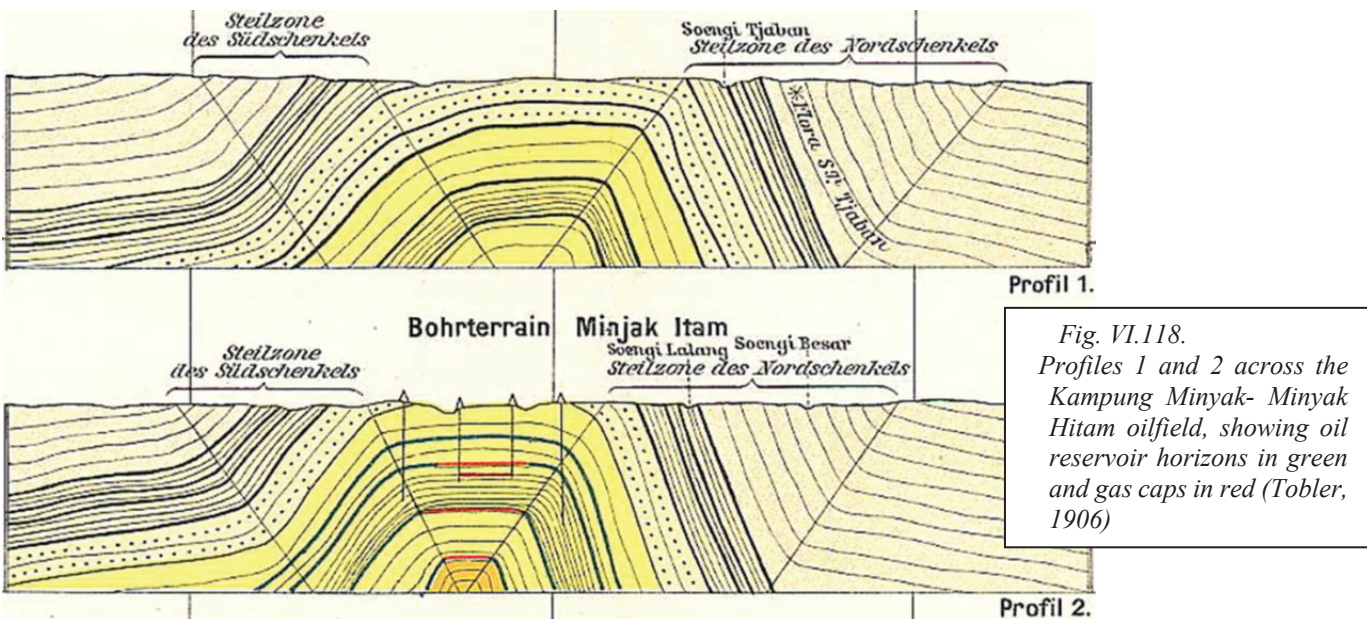 Steilzone
des Südschenkels
Soengi Tjaban
Steilzone des Nordschenkels
*Flora S.gi Tjaban
Profil 1.
Bohrterrain Minjak Itam
Steilzone
des Südschenkels
Soengi Lalang Soengi Besar
Steilzone des Nordschenkels
Profil 2.
Fig. VI.118.
Profiles 1 and 2 across the
Kampung Minyak- Minyak
Hitam oilfield, showing oil
reservoir horizons in green
and gas caps in red (Tobler,
1906)